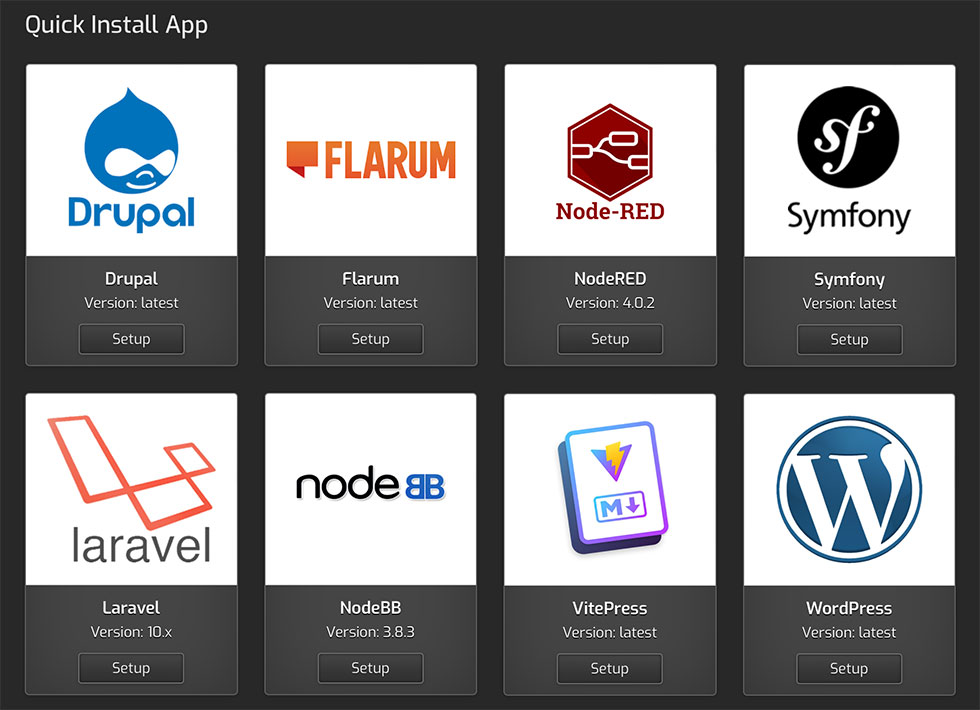 Quick Install App
Drupal
FLARUM
Node-RED
sf
Symfony
Drupal
Version: latest
Setup
Flarum
Version: latest
Setup
NodeRED
Version: 4.0.2
Setup
Symfony
Version: latest
Setup
laravel
nodeBB
M
W
Laravel
Version: 10.x
Setup
NodeBB
Version: 3.8.3
Setup
VitePress
Version: latest
Setup
WordPress
Version: latest
Setup